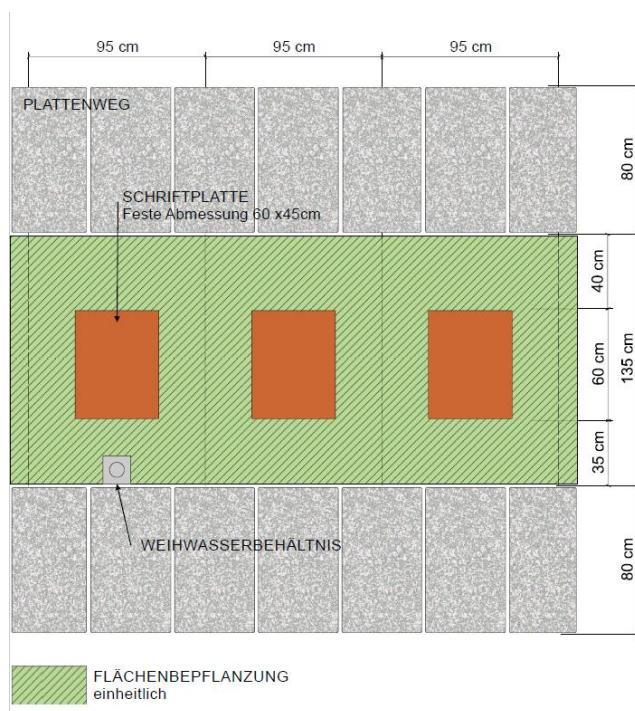 95 cm
95 cm
95 cm
PLATTENWEG
80 cm
SCHRIFTPLATTE
Feste Abmessung 60 x45cm
40 cm
60 cm
135 cm
35 cm
WEIHWASSERBEHÄLTNIS
80 cm
FLÄCHENBEPFLANZUNG
einheitlich